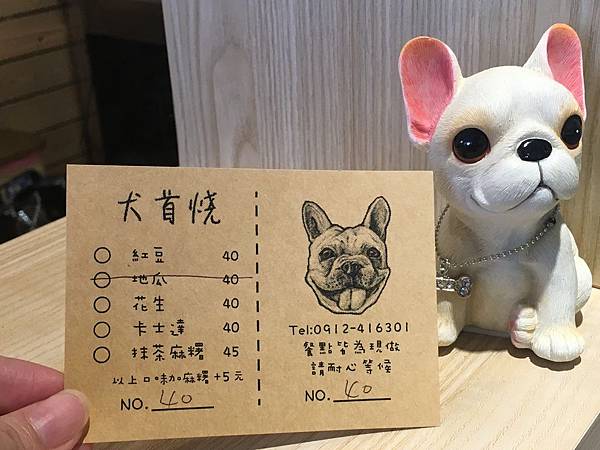 犬首燒
紅豆 40
地瓜 40
花生 40
卡士達 40
抹茶麻糬 45
以上口味加麻糬+5元
NO. 40
Tel:0912-416301
餐點皆為現做
請耐心等候
NO. 40